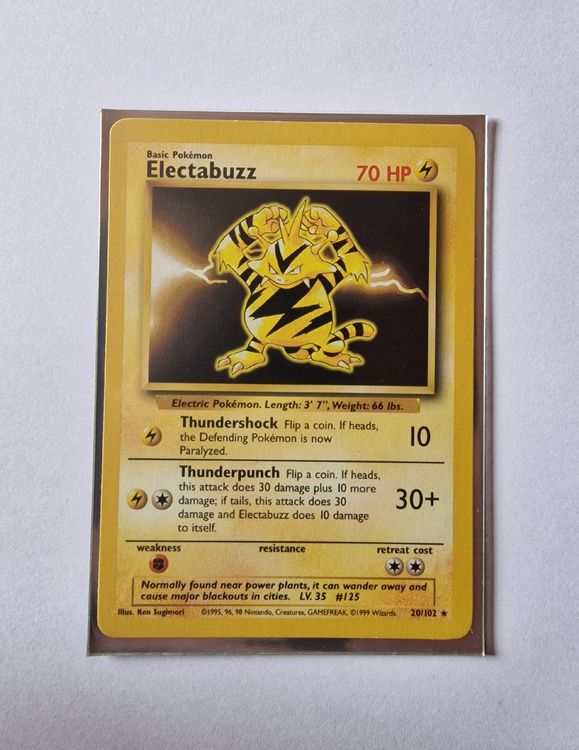 Basic Pokémon
Electabuzz 70 HP
Electric Pokémon. Length: 3' 7", Weight: 66 lbs.
Thundershock Flip a coin. If heads,
the Defending Pokémon is now
Paralyzed.
10
Thunderpunch Flip a coin. If heads,
this attack does 30 damage plus 10 more
damage; if tails, this attack does 30
damage and Electabuzz does 10 damage
to itself.
30+
weakness resistance retreat cost
Normally found near power plants, it can wander away and
cause major blackouts in cities. LV. 35 #125
Illus. Ken Sugimori ©1995, 96, 98 Nintendo, Creatures, GAMEFREAK. ©1999 Wizards. 20/102 ★